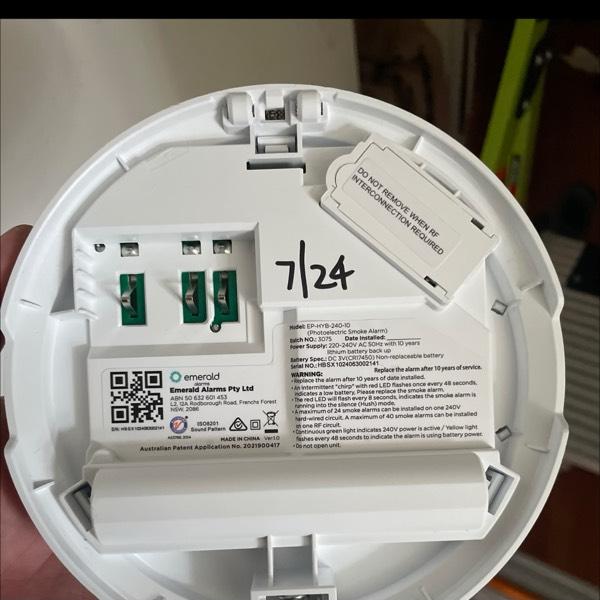 DO NOT REMOVE WHEN RF
INTERCONNECTION REQUIRED
7/24
Model: EP-HYB-240-10
(Photoelectric Smoke Alarm)
Batch NO.: 3075 Date Installed:
Power Supply: 220-240V AC 50Hz with 10 years
lithium battery back up
Battery Spec.: DC 3V(CR17450) Non-replaceable battery
Serial NO.: HBSX1024063002141
Replace the alarm after 10 years of service.
WARNING:
• Replace the alarm after 10 years of date installed.
• An intermittent "chirp" with red LED flashes once every 48 seconds,
indicates a low battery. Please replace the smoke alarm.
• The red LED will flash every 8 seconds, indicates the smoke alarm is
running into the silence (Hush) mode.
• A maximum of 24 smoke alarms can be installed on one 240V
hard-wired circuit. A maximum of 40 smoke alarms can be installed
on one RF circuit.
• Continuous green light indicates 240V power is active / Yellow light
flashes every 48 seconds to indicate the alarm is using battery power.
• Do not open unit.
emerald
alarms
Emerald Alarms Pty Ltd
ABN 50 632 601 453
L2, 12A Rodborough Road, Frenchs Forest
NSW, 2086
S/N: HBSX1024063002141
AS3786: 2014
ISO8201
Sound Pattern
MADE IN CHINA Ver1.0
Australian Patent Application No. 2021900417